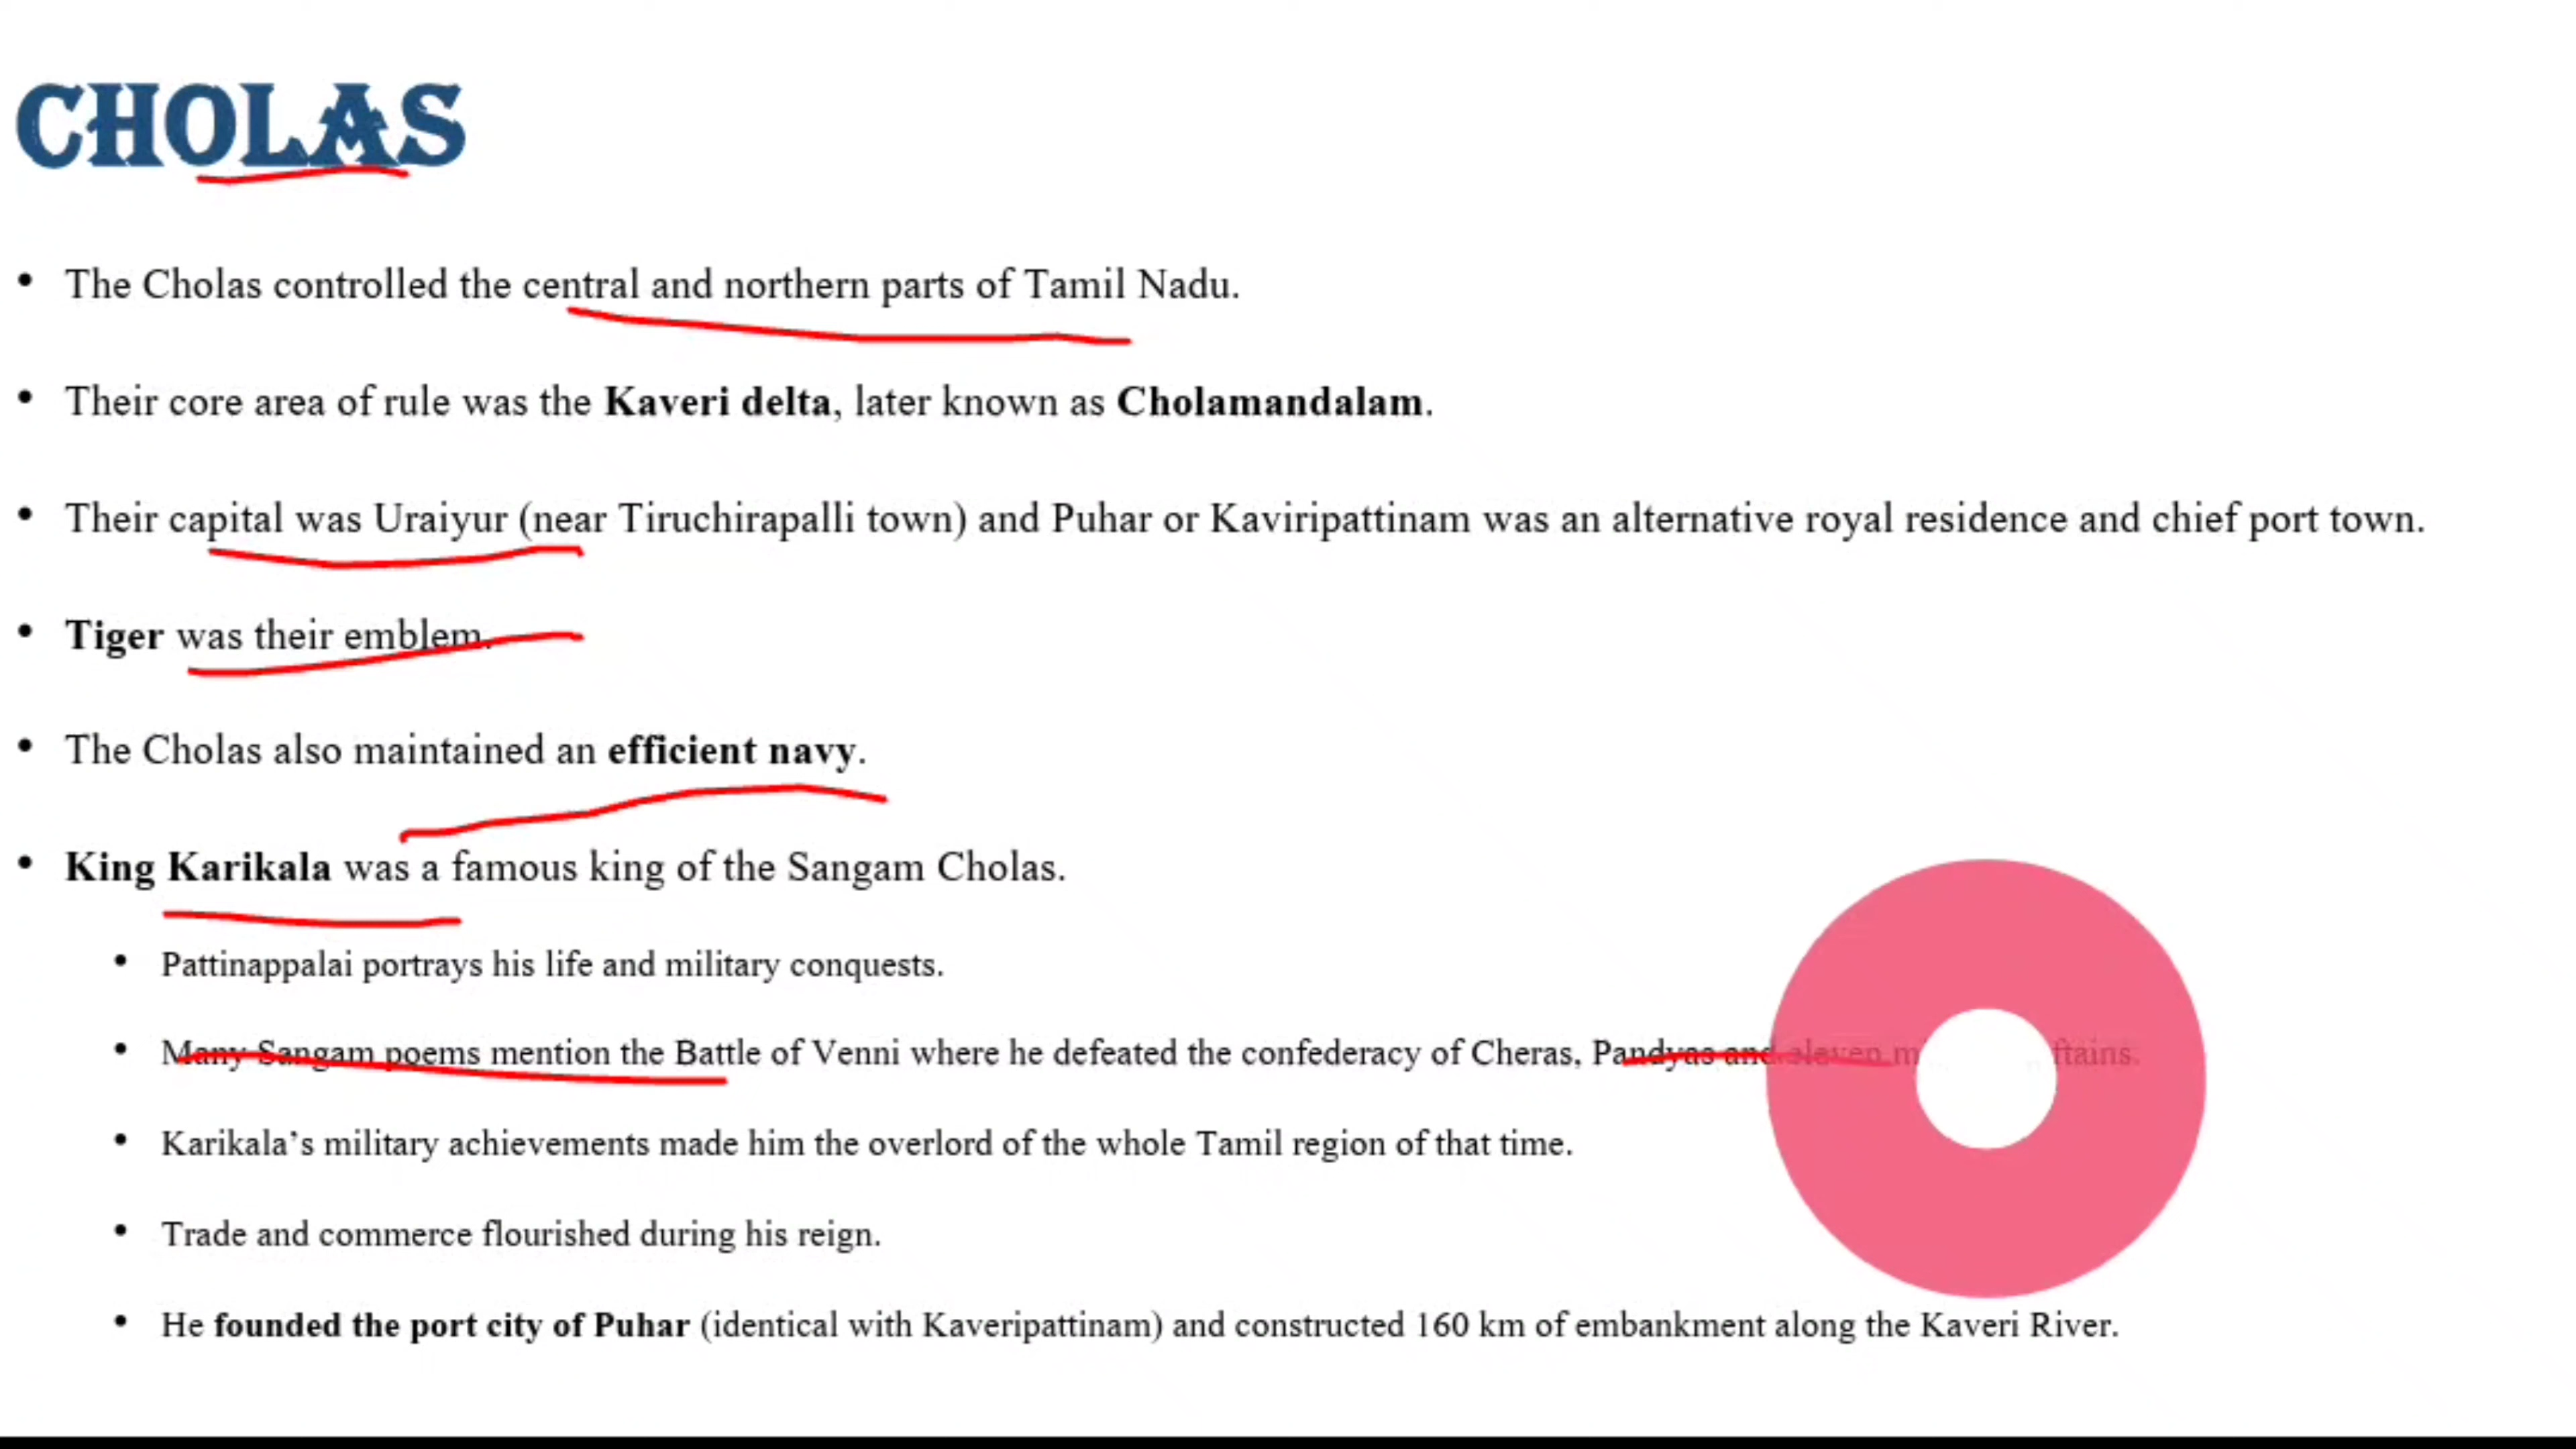 CHOLAS
• The Cholas controlled the central and northern parts of Tamil Nadu.
• Their core area of rule was the Kaveri delta, later known as Cholamandalam.
• Their capital was Uraiyur (near Tiruchirapalli town) and Puhar or Kaviripattinam was an alternative royal residence and chief port town.
• Tiger was their emblem.
• The Cholas also maintained an efficient navy.
• King Karikala was a famous king of the Sangam Cholas.
• Pattinappalai portrays his life and military conquests.
• Many Sangam poems mention the Battle of Venni where he defeated the confederacy of Cheras, Pandyas and eleven
• Karikala’s military achievements made him the overlord of the whole Tamil region of that time.
• Trade and commerce flourished during his reign.
• He founded the port city of Puhar (identical with Kaveripattinam) and constructed 160 km of embankment along the Kaveri River.